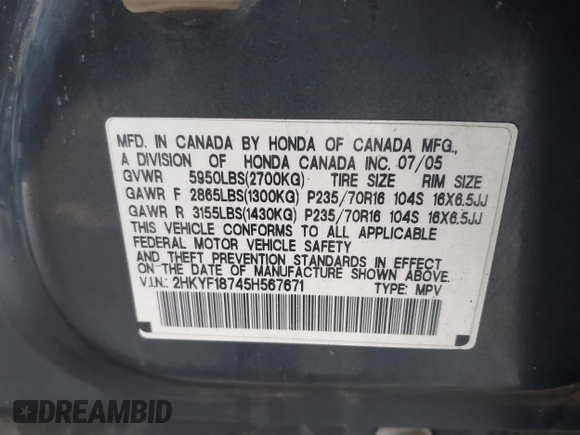 MFD. IN CANADA BY HONDA OF CANADA MFG.,
A DIVISION OF HONDA CANADA INC. 07/05
GVWR 5950LBS(2700KG) TIRE SIZE RIM SIZE
GAWR F 2865LBS(1300KG) P235/70R16 104S 16X6.5JJ
GAWR R 3155LBS(1430KG) P235/70R16 104S 16X6.5JJ
THIS VEHICLE CONFORMS TO ALL APPLICABLE
FEDERAL MOTOR VEHICLE SAFETY
AND THEFT PREVENTION STANDARDS IN EFFECT
ON THE DATE OF MANUFACTURE SHOWN ABOVE.
V.I.N.: 2HKYF18745H567671 TYPE: MPV
DREAMBID